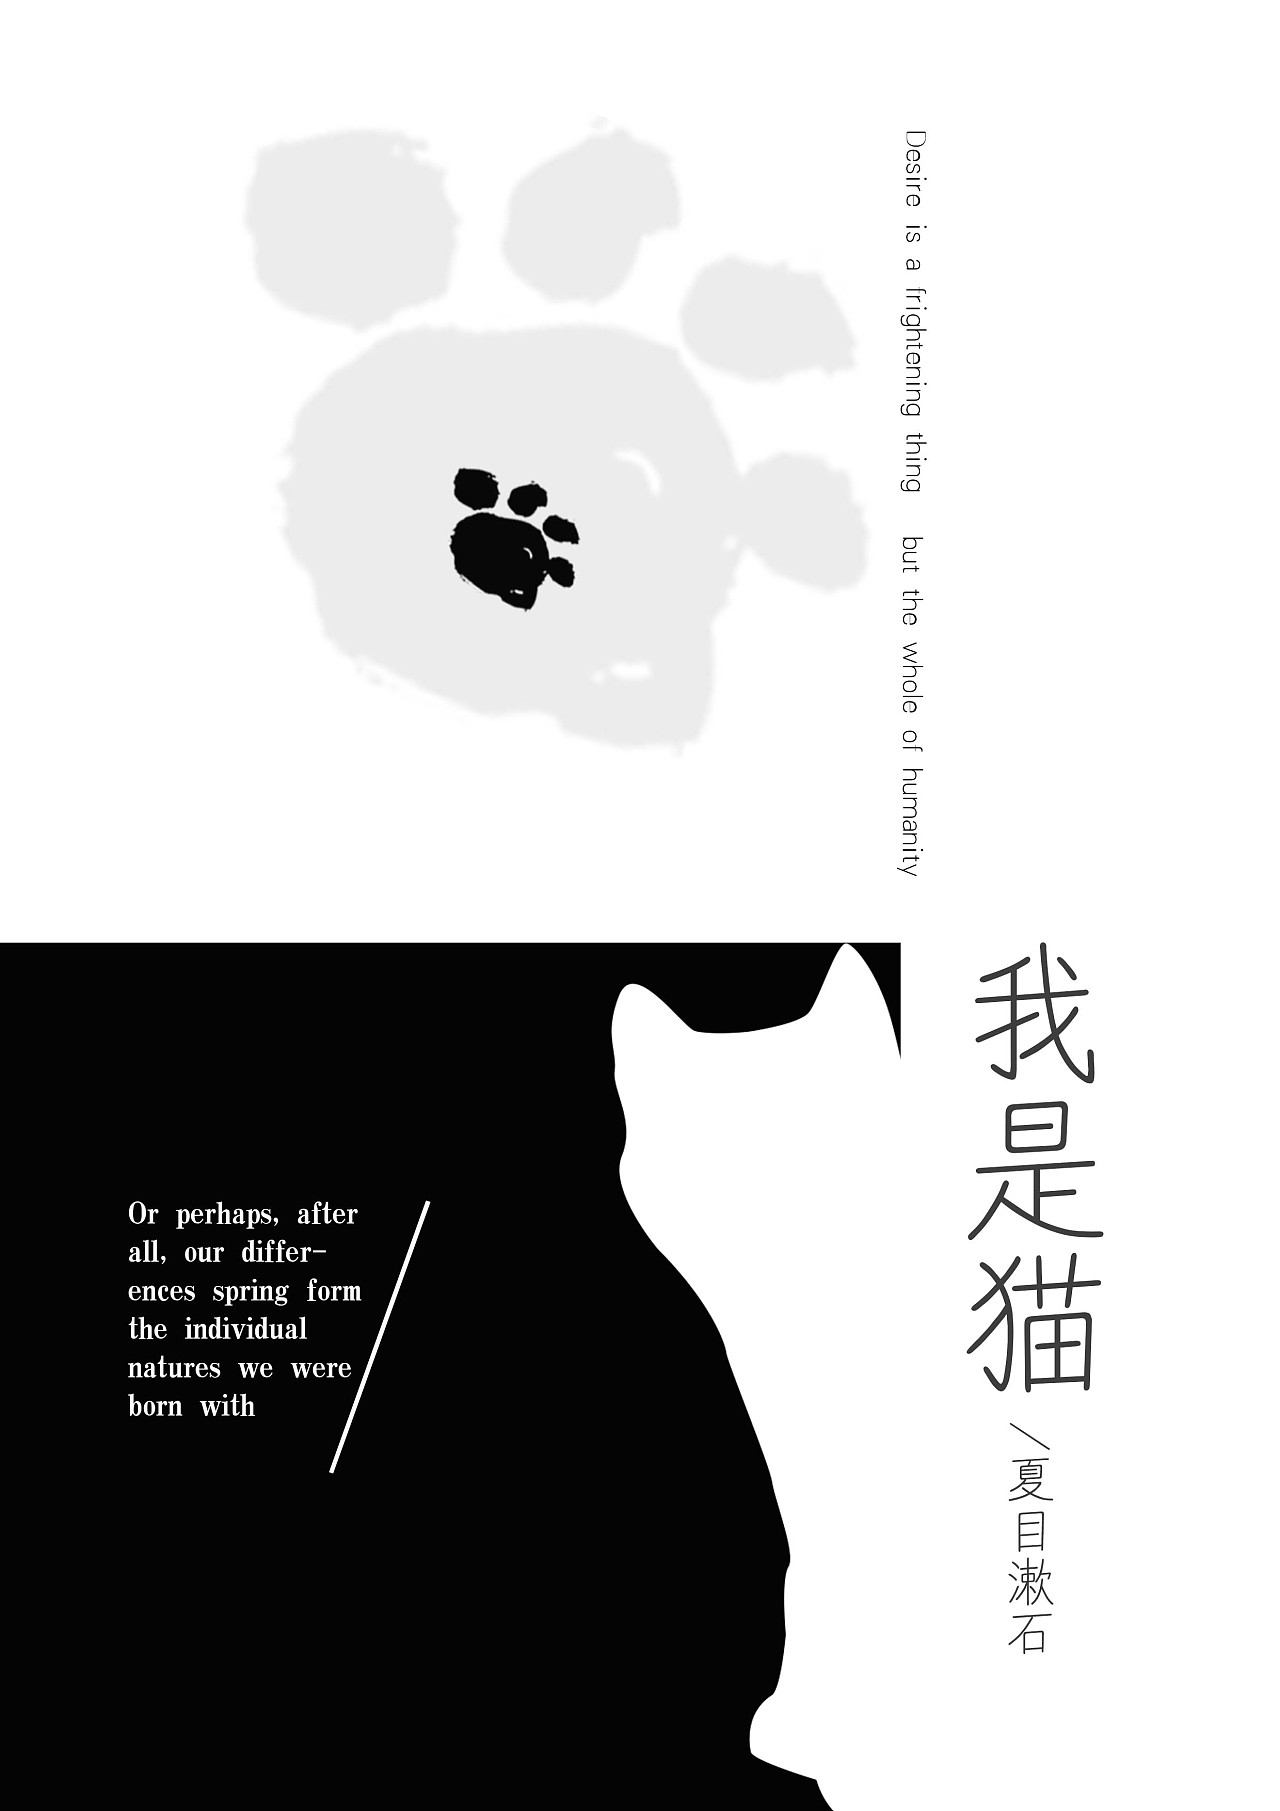 Desire is a frightening thing  but the whole of humanity
我是猫
/夏目漱石
Or perhaps, after
all, our differ-
ences spring form
the individual
natures we were
born with